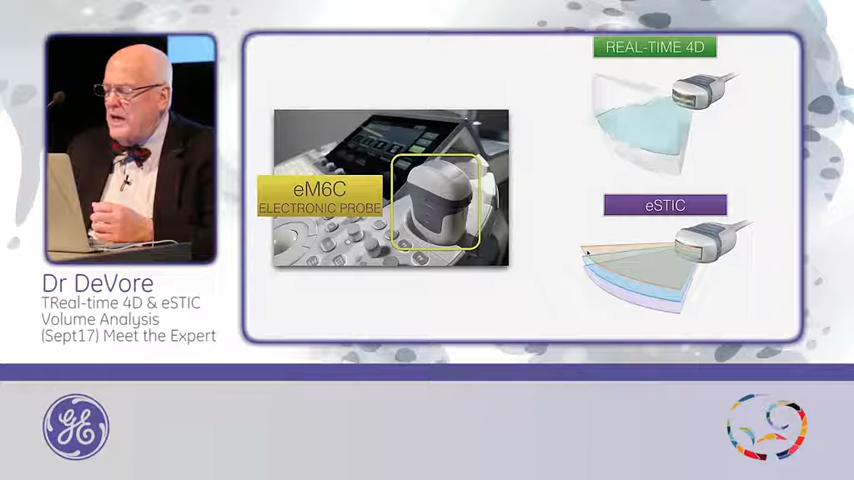 REAL-TIME 4D
eM6C
ELECTRONIC PROBE
eSTIC
Dr DeVore
TReal-time 4D & eSTIC
Volume Analysis
(Sept17) Meet the Expert
GE